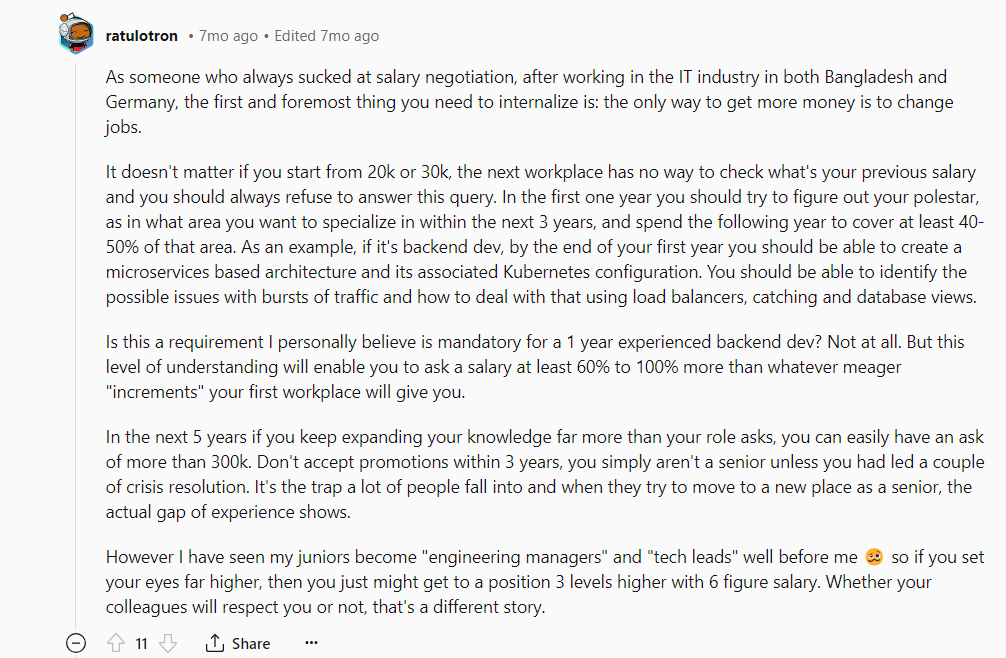 ratulotron • 7mo ago • Edited 7mo ago
As someone who always sucked at salary negotiation, after working in the IT industry in both Bangladesh and
Germany, the first and foremost thing you need to internalize is: the only way to get more money is to change
jobs.
It doesn't matter if you start from 20k or 30k, the next workplace has no way to check what's your previous salary
and you should always refuse to answer this query. In the first one year you should try to figure out your polestar,
as in what area you want to specialize in within the next 3 years, and spend the following year to cover at least 40-
50% of that area. As an example, if it's backend dev, by the end of your first year you should be able to create a
microservices based architecture and its associated Kubernetes configuration. You should be able to identify the
possible issues with bursts of traffic and how to deal with that using load balancers, catching and database views.
Is this a requirement I personally believe is mandatory for a 1 year experienced backend dev? Not at all. But this
level of understanding will enable you to ask a salary at least 60% to 100% more than whatever meager
"increments" your first workplace will give you.
In the next 5 years if you keep expanding your knowledge far more than your role asks, you can easily have an ask
of more than 300k. Don't accept promotions within 3 years, you simply aren't a senior unless you had led a couple
of crisis resolution. It's the trap a lot of people fall into and when they try to move to a new place as a senior, the
actual gap of experience shows.
However I have seen my juniors become "engineering managers" and "tech leads" well before me 🥴 so if you set
your eyes far higher, then you just might get to a position 3 levels higher with 6 figure salary. Whether your
colleagues will respect you or not, that's a different story.
11 Share ...